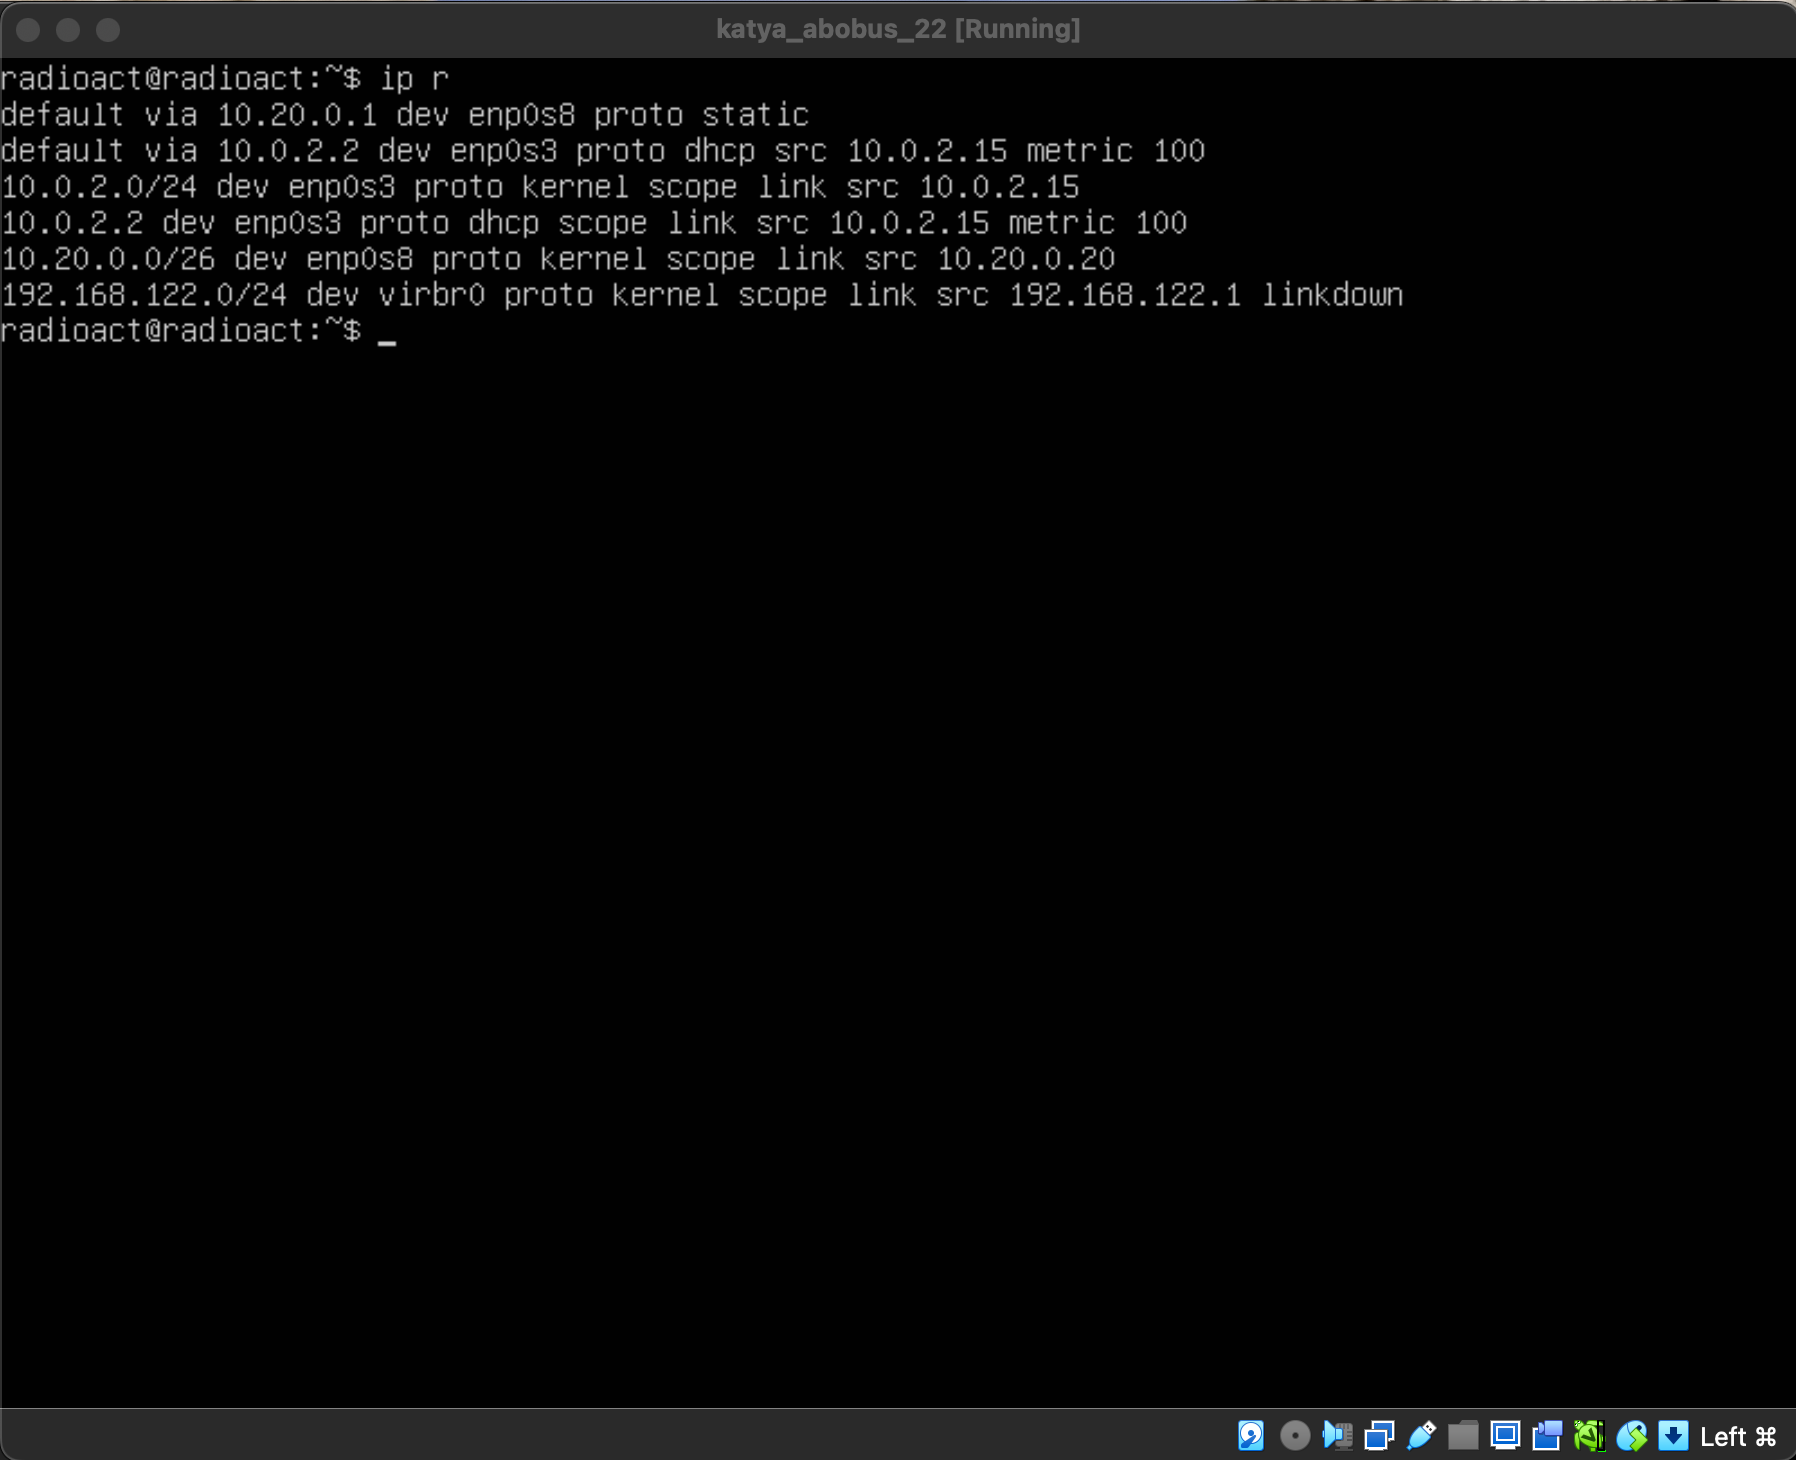 katya_abobus_22 [Running]
radioact@radioact:~$ ip r
default via 10.20.0.1 dev enp0s8 proto static
default via 10.0.2.2 dev enp0s3 proto dhcp src 10.0.2.15 metric 100
10.0.2.0/24 dev enp0s3 proto kernel scope link src 10.0.2.15
10.0.2.2 dev enp0s3 proto dhcp scope link src 10.0.2.15 metric 100
10.20.0.0/26 dev enp0s8 proto kernel scope link src 10.20.0.20
192.168.122.0/24 dev virbr0 proto kernel scope link src 192.168.122.1 linkdown
radioact@radioact:~$ _
Left ⌘